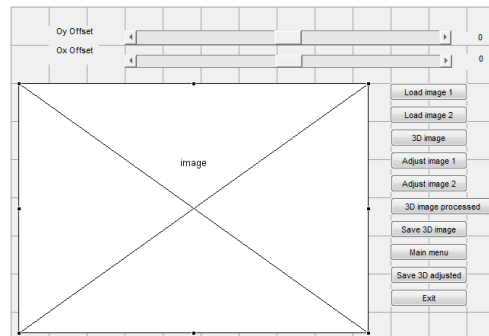 Oy Offset
0
Ox Offset
0
image
Load image 1
Load image 2
3D image
Adjust image 1
Adjust image 2
3D image processed
Save 3D image
Main menu
Save 3D adjusted
Exit